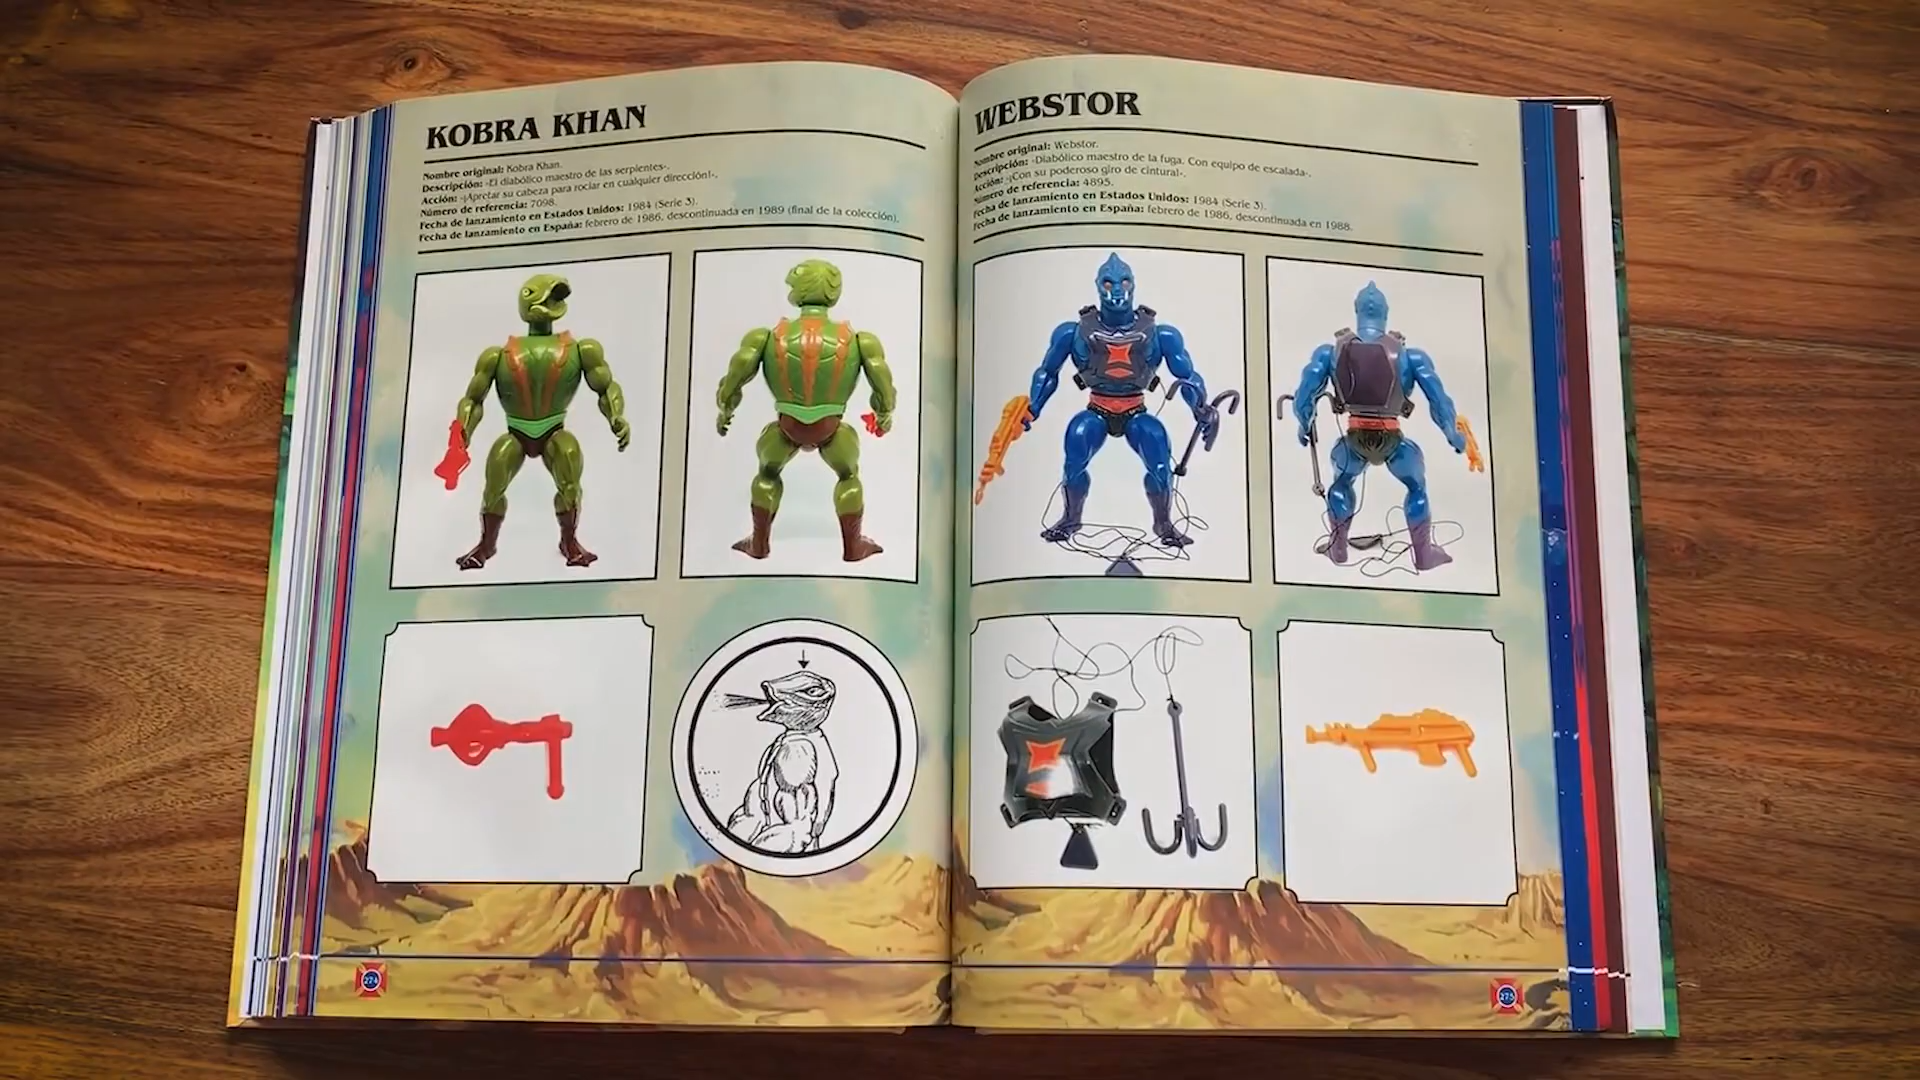 KOBRA KHAN
Nombre original: Kobra Khan.
Descripción: «El diabólico maestro de las serpientes».
Acción: «¡Apretar su cabeza para rociar en cualquier dirección!».
Número de referencia: 7098.
Fecha de lanzamiento en Estados Unidos: 1984 (Serie 3).
Fecha de lanzamiento en España: febrero de 1986, descontinuada en 1989 (final de la colección).
274
WEBSTOR
Nombre original: Webstor.
Descripción: «Diabólico maestro de la fuga. Con equipo de escalada».
Acción: «¡Con su poderoso giro de cintura!».
Número de referencia: 4895.
Fecha de lanzamiento en Estados Unidos: 1984 (Serie 3).
Fecha de lanzamiento en España: febrero de 1986, descontinuada en 1988.
275